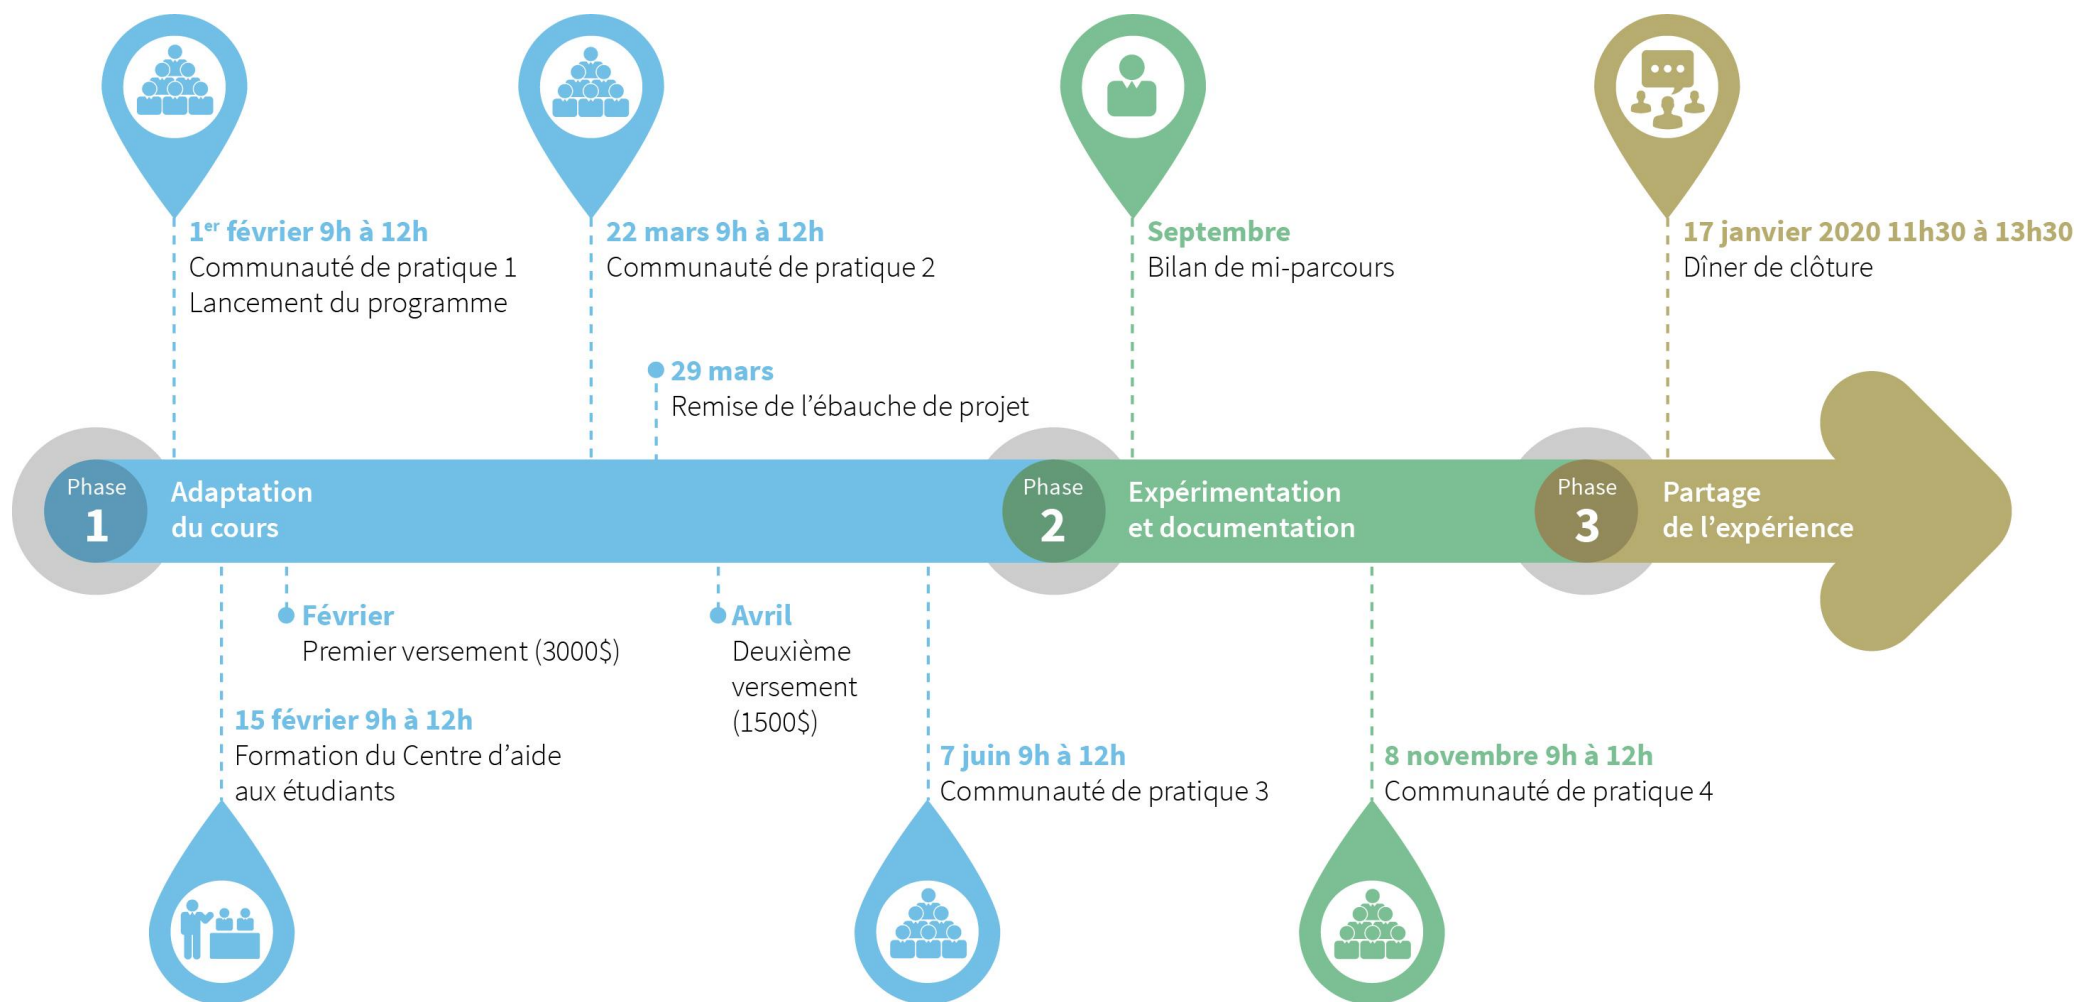 1er février 9h à 12h
Communauté de pratique 1
Lancement du programme
22 mars 9h à 12h
Communauté de pratique 2
Septembre
Bilan de mi-parcours
17 janvier 2020 11h30 à 13h30
Dîner de clôture
29 mars
Remise de l’ébauche de projet
Phase
1
Adaptation
du cours
Phase
2
Expérimentation
et documentation
Phase
3
Partage
de l’expérience
Février
Premier versement (3000$)
Avril
Deuxième
versement
(1500$)
15 février 9h à 12h
Formation du Centre d’aide
aux étudiants
7 juin 9h à 12h
Communauté de pratique 3
8 novembre 9h à 12h
Communauté de pratique 4